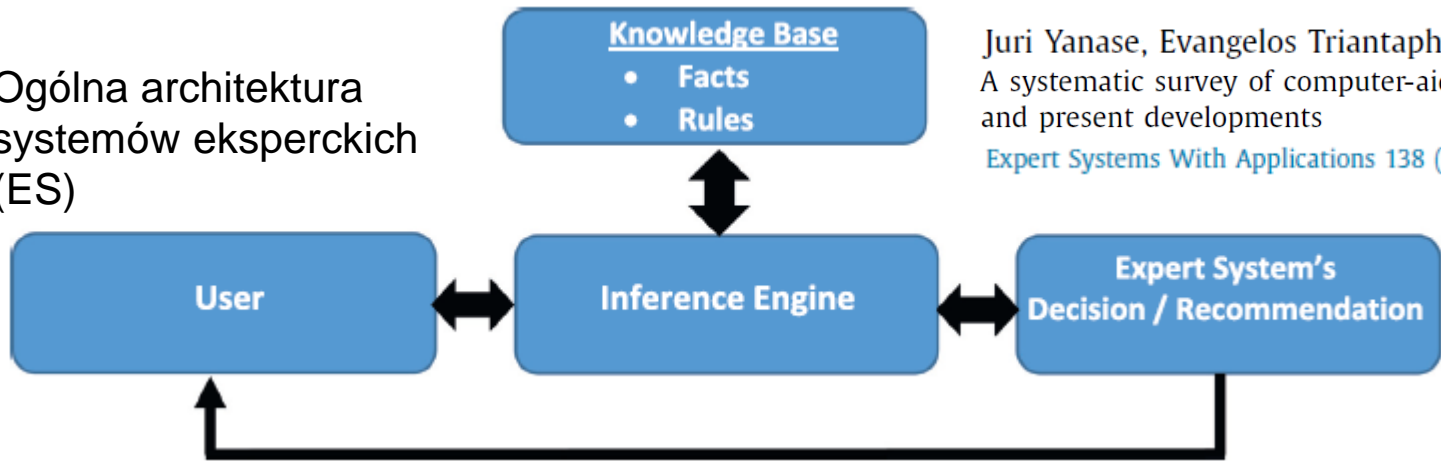 Ogólna architektura
systemów eksperckich
(ES)
Knowledge Base
• Facts
• Rules
Juri Yanase, Evangelos Triantaph
A systematic survey of computer-aid
and present developments
Expert Systems With Applications 138 (
User
Inference Engine
Expert System's
Decision / Recommendation